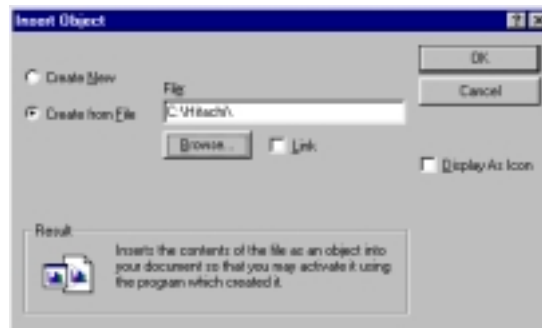 Insert Object
Create New
Create from File
File:
C:\Hitachi\
Browse...
Link
OK
Cancel
Display As Icon
Result
Inserts the contents of the file as an object into
your document so that you may activate it using
the program which created it.